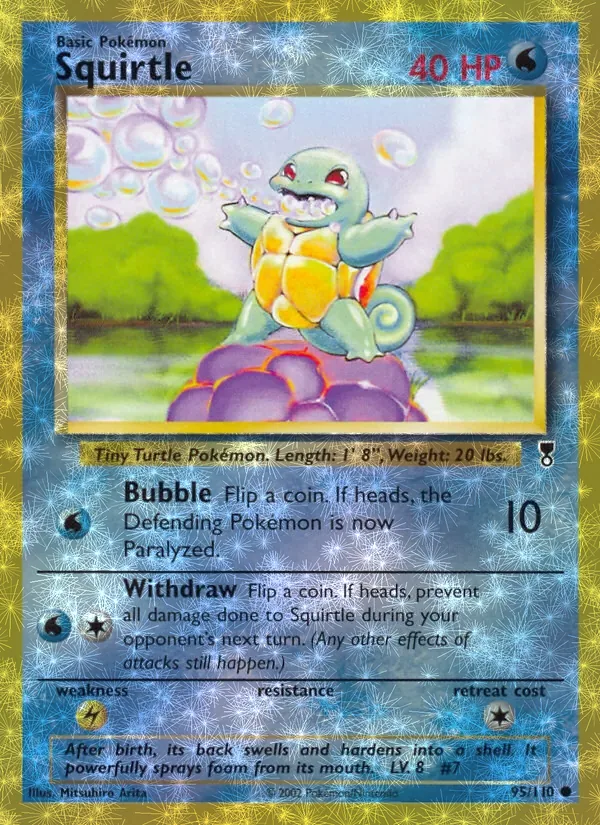 Basic Pokémon
Squirtle
40 HP
Tiny Turtle Pokémon. Length: 1' 8", Weight: 20 lbs.
Bubble Flip a coin. If heads, the
Defending Pokémon is now
Paralyzed.
10
Withdraw Flip a coin. If heads, prevent
all damage done to Squirtle during your
opponent's next turn. (Any other effects of
attacks still happen.)
weakness resistance retreat cost
After birth, its back swells and hardens into a shell. It
powerfully sprays foam from its mouth. LV. 8 #7
Illus. Mitsuhiro Arita © 2002 Pokémon/Nintendo 95/110